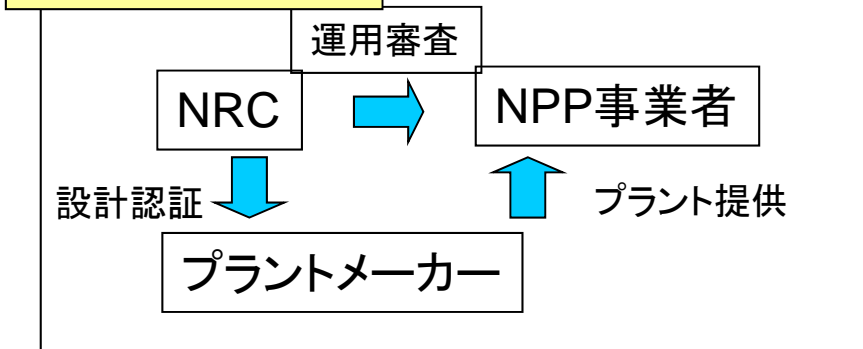 運用審査
NRC
NPP事業者
設計認証
プラント提供
プラントメーカー